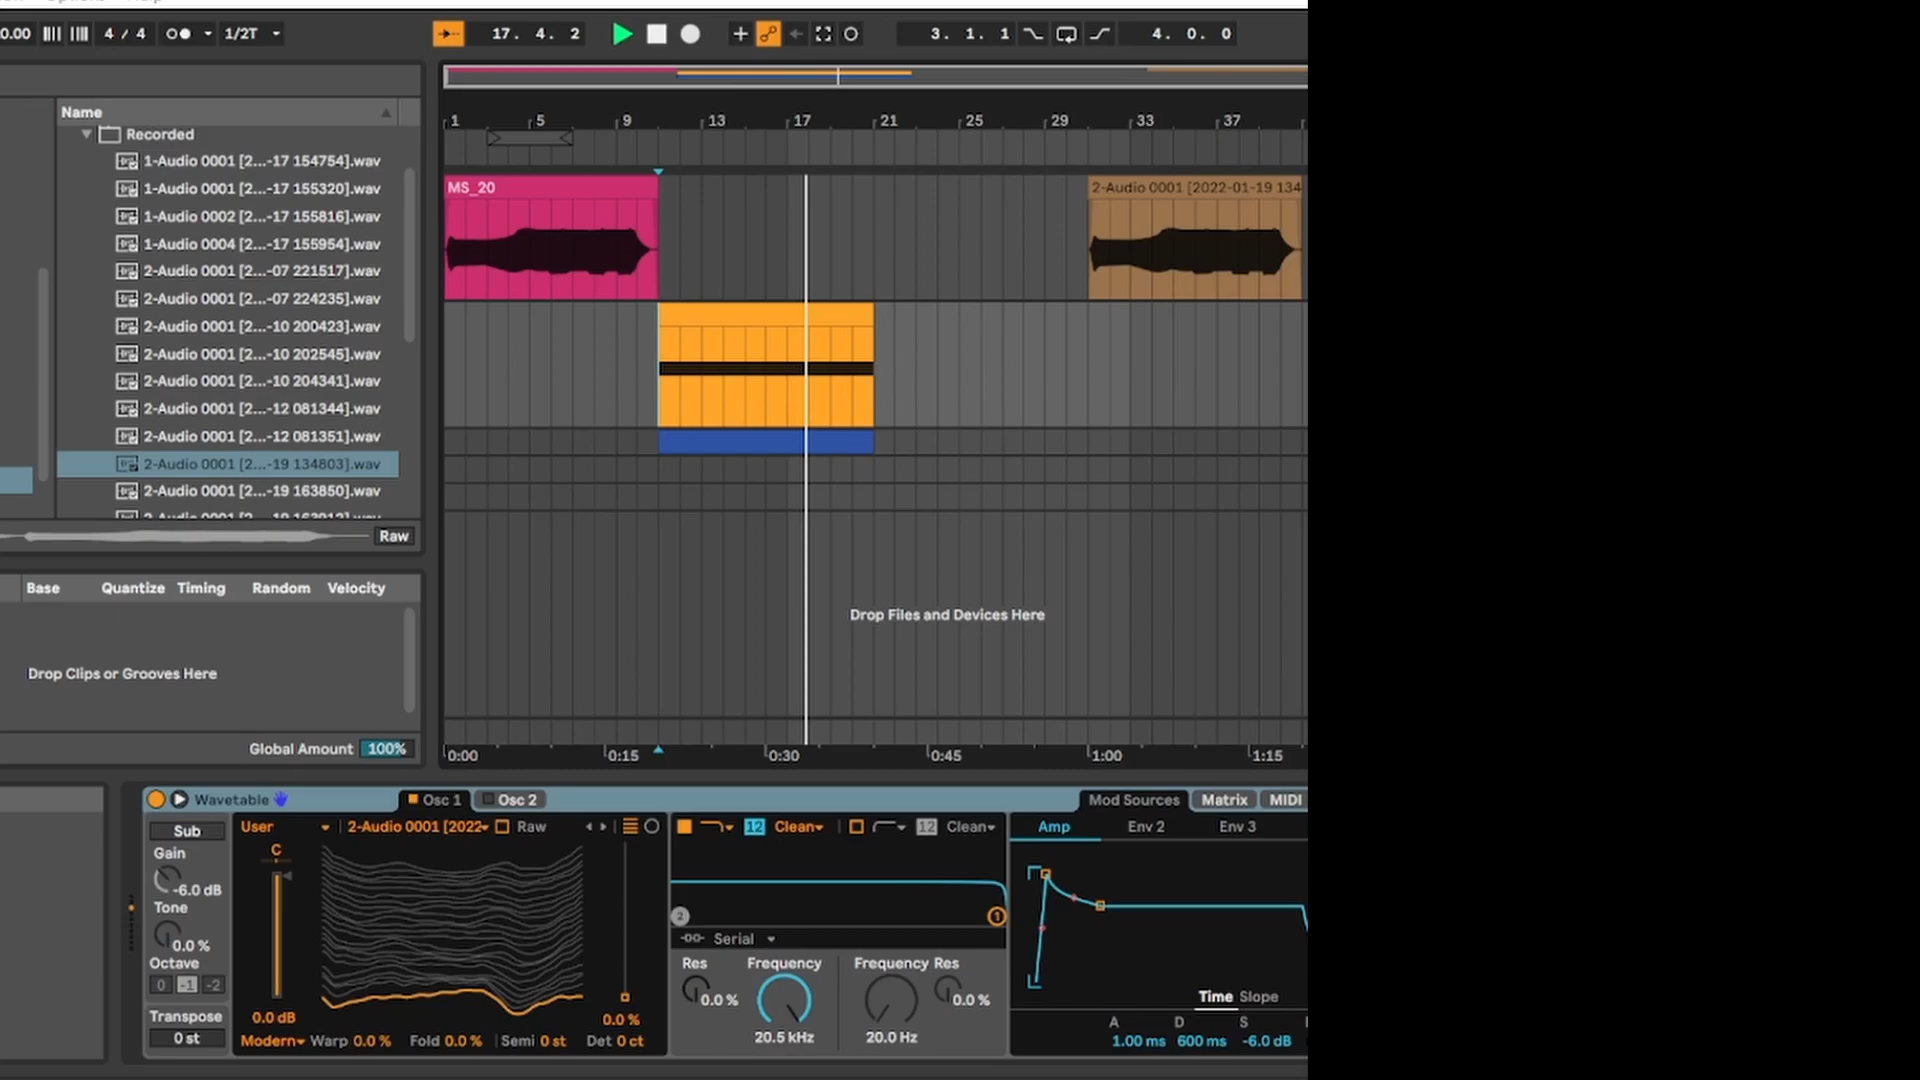 0.00 4 / 4 1/2T 17. 4. 2 3. 1. 1 4. 0. 0
1 5 9 13 17 21 25 29 33 37
Name
Recorded
1-Audio 0001 [2...-17 154754].wav
1-Audio 0001 [2...-17 155320].wav
1-Audio 0002 [2...-17 155816].wav
1-Audio 0004 [2...-17 155954].wav
2-Audio 0001 [2...-07 221517].wav
2-Audio 0001 [2...-07 224235].wav
2-Audio 0001 [2...-10 200423].wav
2-Audio 0001 [2...-10 202545].wav
2-Audio 0001 [2...-10 204341].wav
2-Audio 0001 [2...-12 081344].wav
2-Audio 0001 [2...-12 081351].wav
2-Audio 0001 [2...-19 134803].wav
2-Audio 0001 [2...-19 163850].wav
Raw
MS_20
2-Audio 0001 [2022-01-19 134
Base Quantize Timing Random Velocity
Drop Clips or Grooves Here
Drop Files and Devices Here
Global Amount 100%
0:00 0:15 0:30 0:45 1:00 1:15
Wavetable Osc 1 Osc 2 Mod Sources Matrix MIDI
Sub
Gain
-6.0 dB
Tone
0.0 %
Octave
0 -1 -2
Transpose
0 st
User 2-Audio 0001 [2022 Raw
C
0.0 dB 0.0 %
Modern Warp 0.0 % Fold 0.0 % Semi 0 st Det 0 ct
12 Clean 12 Clean
2 1
Serial
Res Frequency Frequency Res
0.0 % 0.0 %
20.5 kHz 20.0 Hz
Amp Env 2 Env 3
Time Slope
A D S
1.00 ms 600 ms -6.0 dB